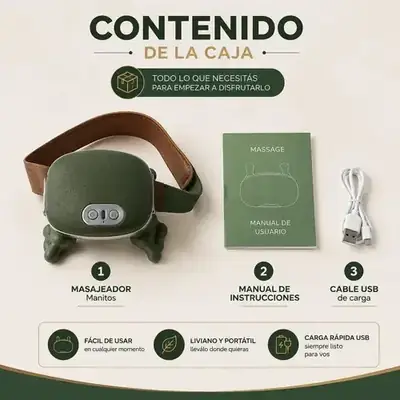 CONTENIDO
DE LA CAJA
TODO LO QUE NECESITÁS
PARA EMPEZAR A DISFRUTARLO
MASSAGE
MANUAL DE
USUARIO
1
MASAJEADOR
Manitos
2
MANUAL DE
INSTRUCCIONES
3
CABLE USB
de carga
FÁCIL DE USAR
en cualquier momento
LIVIANO Y PORTÁTIL
llevalo donde quieras
CARGA RÁPIDA USB
siempre listo
para vos